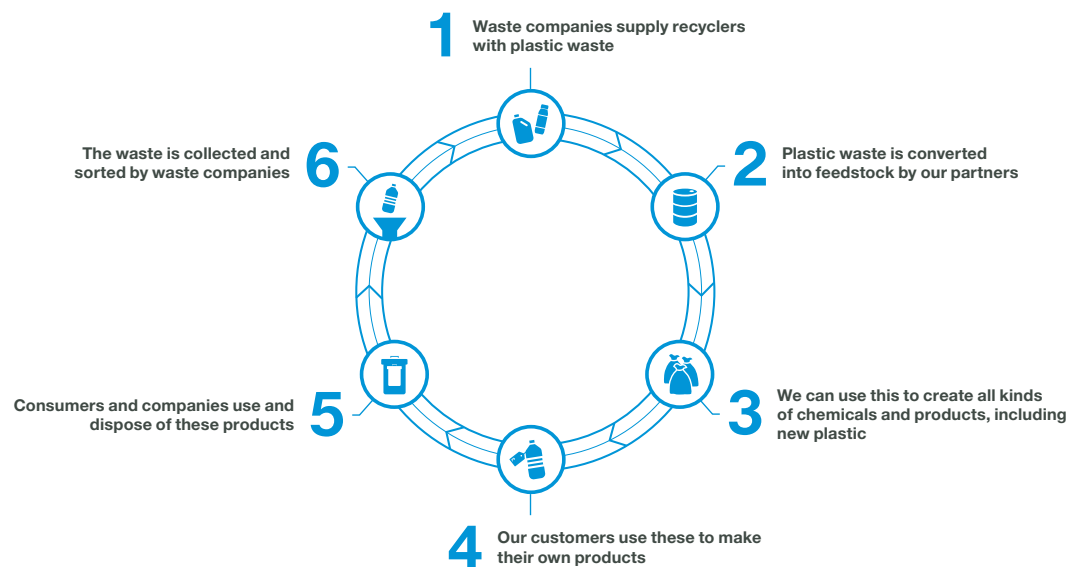 1
Waste companies supply recyclers
with plastic waste
2
Plastic waste is converted
into feedstock by our partners
3
We can use this to create all kinds
of chemicals and products, including
new plastic
4
Our customers use these to make
their own products
5
Consumers and companies use and
dispose of these products
6
The waste is collected and
sorted by waste companies